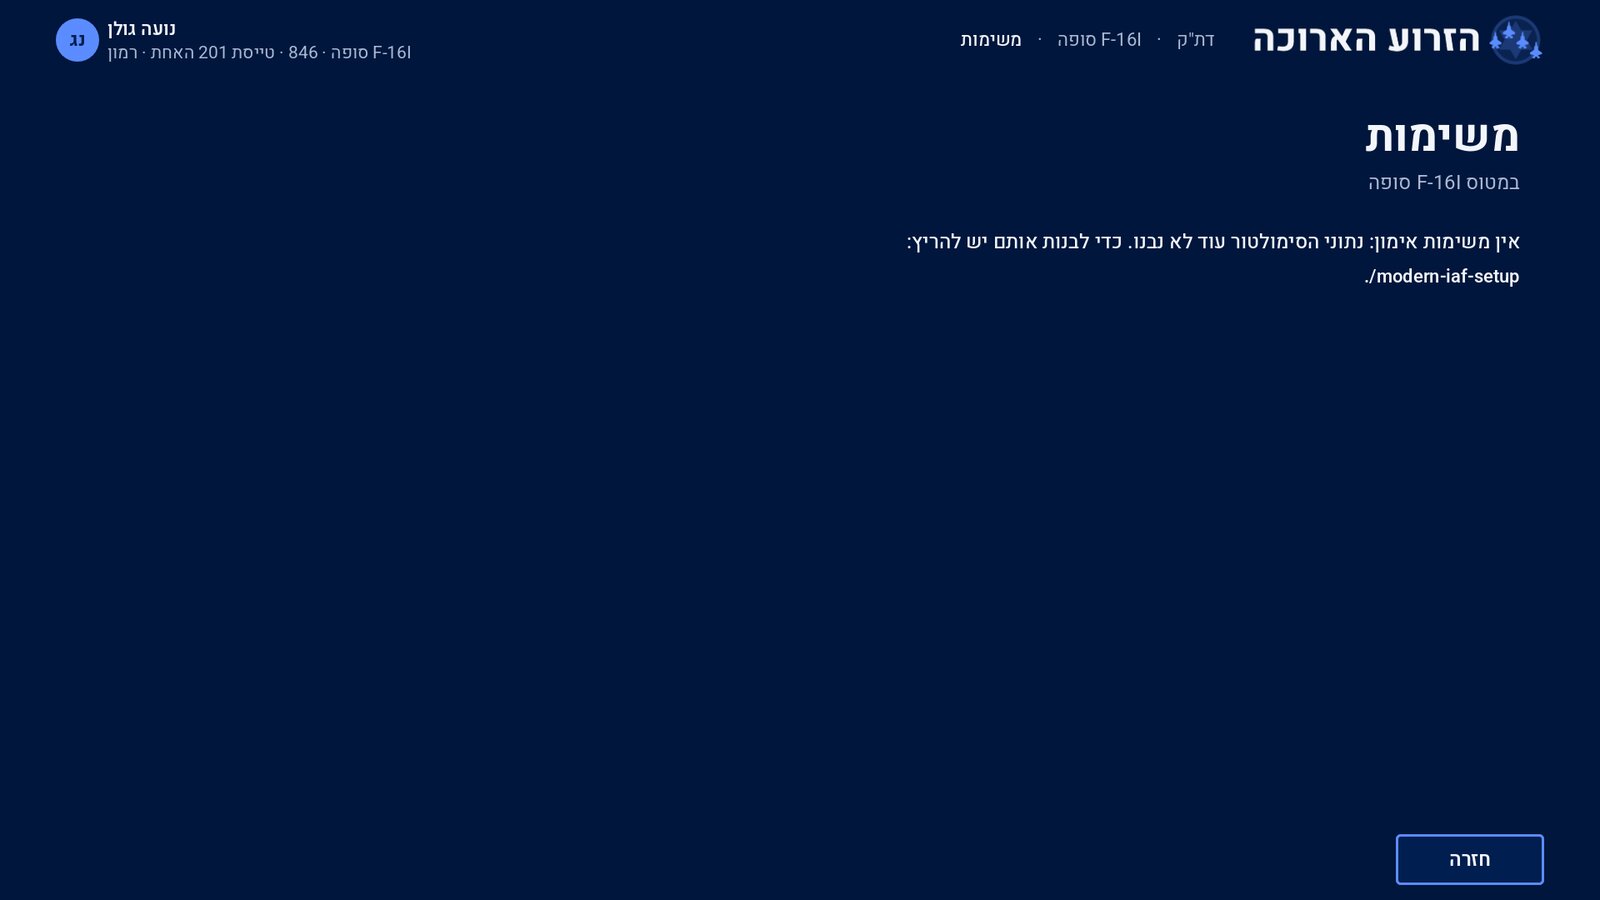 הזרוע הארוכה
דת"ק · F-16I סופה · משימות
נועה גולן
F-16I סופה · 846 · טייסת 201 האחת · רמון
נג
משימות
במטוס F-16I סופה
אין משימות אימון: נתוני הסימולטור עוד לא נבנו. כדי לבנות אותם יש להריץ:
./modern-iaf-setup
חזרה